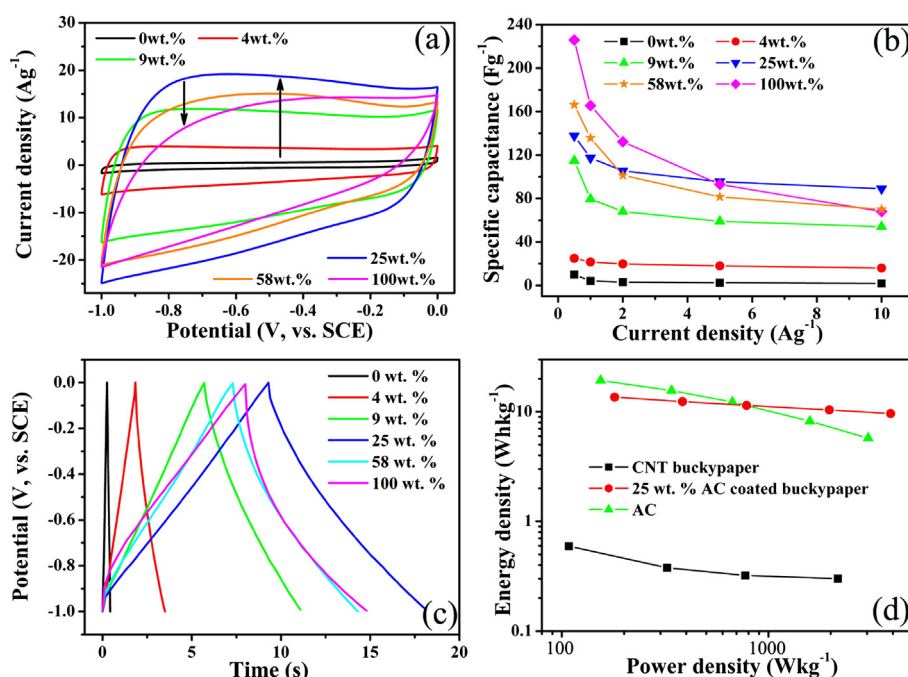 (a)
0wt.% 4wt.%
9wt.%
25wt.%
58wt.% 100wt.%
Current density (Ag⁻¹)
30
20
10
0
-10
-20
-1.0 -0.8 -0.6 -0.4 -0.2 0.0
Potential (V, vs. SCE)
(b)
0wt.% 4wt.%
9wt.% 25wt.%
58wt.% 100wt.%
Specific capacitance (Fg⁻¹)
240
200
160
120
80
40
0
0 2 4 6 8 10
Current density (Ag⁻¹)
(c)
0 wt. %
4 wt. %
9 wt. %
25 wt. %
58 wt. %
100 wt. %
Potential (V, vs. SCE)
0.0
-0.2
-0.4
-0.6
-0.8
-1.0
0 5 10 15 20
Time (s)
(d)
CNT buckypaper
25 wt. % AC coated buckypaper
AC
Energy density (Whkg⁻¹)
10
1
0.1
100 1000
Power density (Wkg⁻¹)